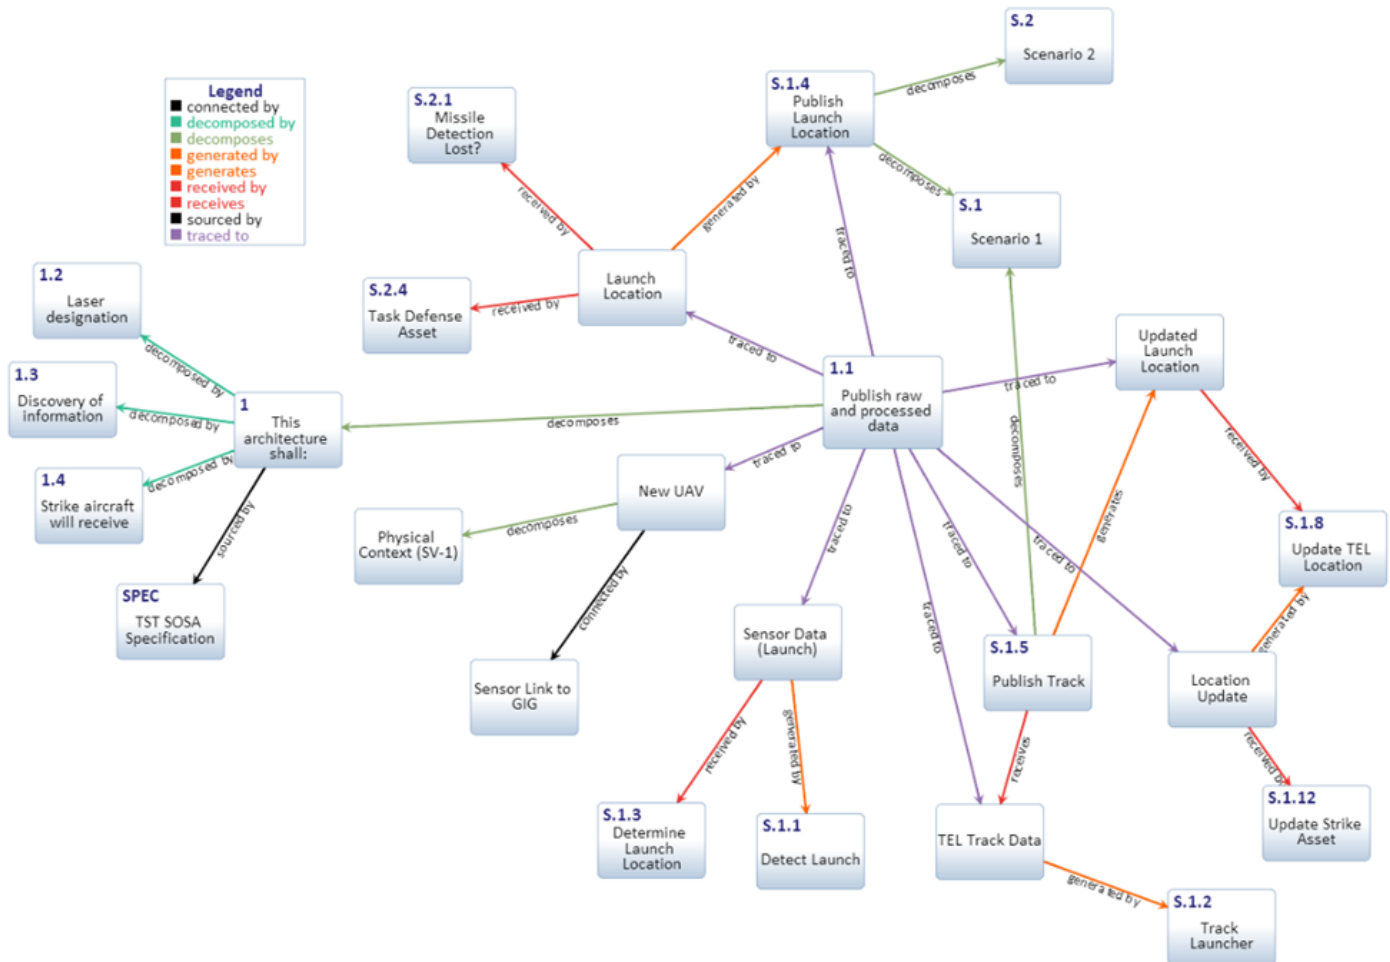 S.2
Scenario 2
S.1.4
Publish
Launch
Location
decomposes
Legend
connected by
decomposed by
decomposes
generated by
generates
received by
receives
sourced by
traced to
S.2.1
Missile
Detection
Lost?
decomposes
received by
generated by
S.1
Scenario 1
traced to
1.2
Laser
designation
Launch
Location
S.2.4
Task Defense
Asset
received by
traced to
Updated
Launch
Location
decomposed by
1.3
Discovery of
information
decomposed by
1
This
architecture
shall:
decomposes
1.1
Publish raw
and processed
data
traced to
decomposes
received by
1.4
Strike aircraft
will receive
decomposed by
sourced by
New UAV
traced to
Physical
Context (SV-1)
decomposes
connected by
traced to
traced to
traced to
traced to
generates
S.1.8
Update TEL
Location
SPEC
TST SOSA
Specification
Sensor Data
(Launch)
S.1.5
Publish Track
generated by
Location
Update
Sensor Link to
GIG
received by
generated by
receives
received by
S.1.3
Determine
Launch
Location
S.1.1
Detect Launch
TEL Track Data
S.1.12
Update Strike
Asset
generated by
S.1.2
Track
Launcher